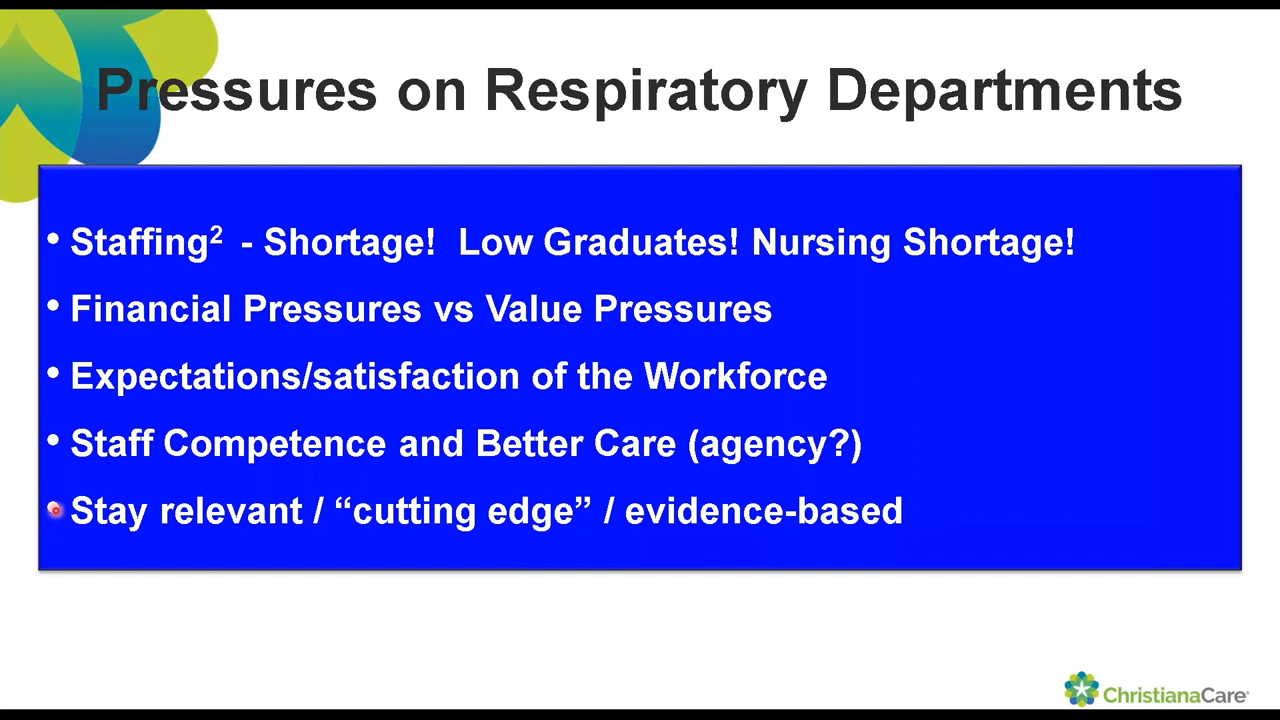 Pressures on Respiratory Departments
• Staffing² - Shortage! Low Graduates! Nursing Shortage!
• Financial Pressures vs Value Pressures
• Expectations/satisfaction of the Workforce
• Staff Competence and Better Care (agency?)
• Stay relevant / “cutting edge” / evidence-based
ChristianaCare®